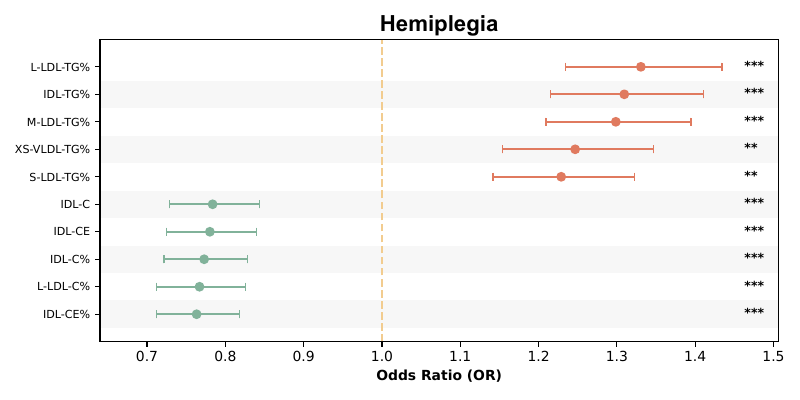 Hemiplegia
L-LDL-TG% ***
IDL-TG% ***
M-LDL-TG% ***
XS-VLDL-TG% **
S-LDL-TG% **
IDL-C ***
IDL-CE ***
IDL-C% ***
L-LDL-C% ***
IDL-CE% ***
0.7 0.8 0.9 1.0 1.1 1.2 1.3 1.4 1.5
Odds Ratio (OR)